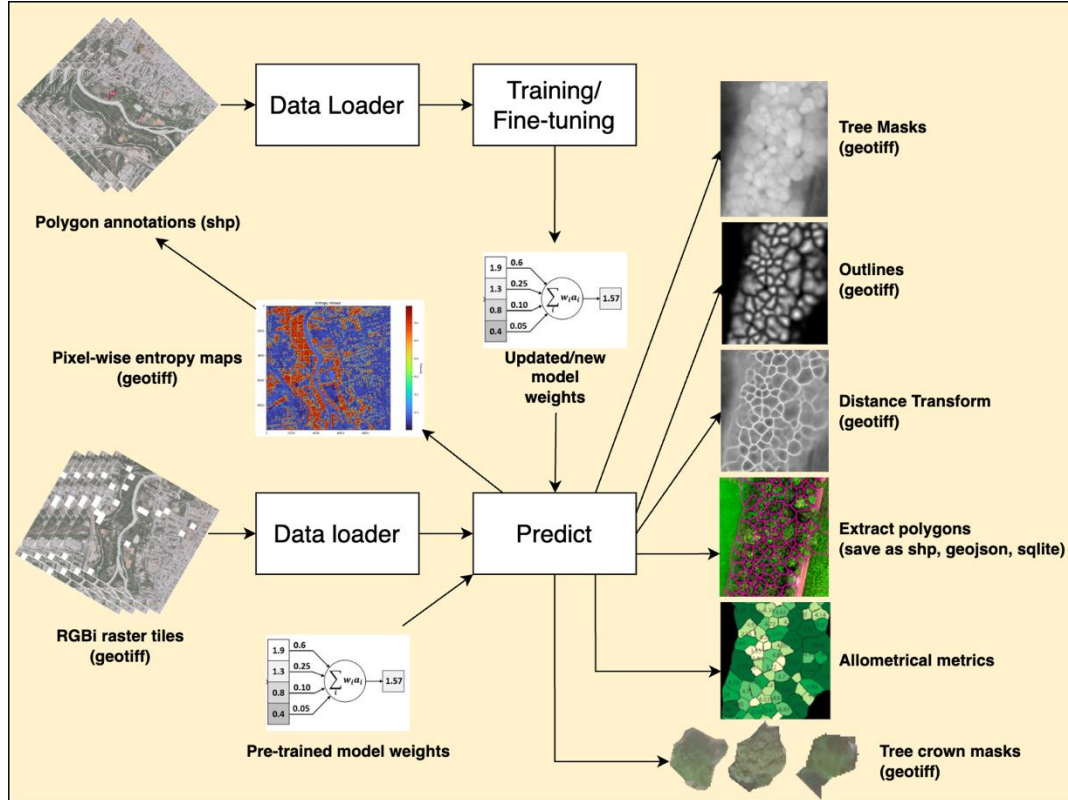 Data Loader
Training/
Fine-tuning
Tree Masks
(geotiff)
Polygon annotations (shp)
Outlines
(geotiff)
1.9
0.6
1.3
0.25
0.8
0.10
0.4
0.05
∑ wᵢaᵢ
i
1.57
Updated/new
model
weights
Pixel-wise entropy maps
(geotiff)
Distance Transform
(geotiff)
Data loader
Predict
Extract polygons
(save as shp, geojson, sqlite)
RGBi raster tiles
(geotiff)
1.9
0.6
1.3
0.25
0.8
0.10
0.4
0.05
∑ wᵢaᵢ
i
1.57
Pre-trained model weights
Allometrical metrics
Tree crown masks
(geotiff)